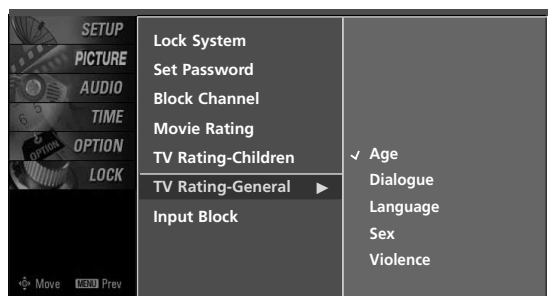 SETUP
PICTURE
AUDIO
TIME
OPTION
LOCK
Move MENU Prev
Lock System
Set Password
Block Channel
Movie Rating
TV Rating-Children
TV Rating-General ▶
Input Block
✓ Age
Dialogue
Language
Sex
Violence